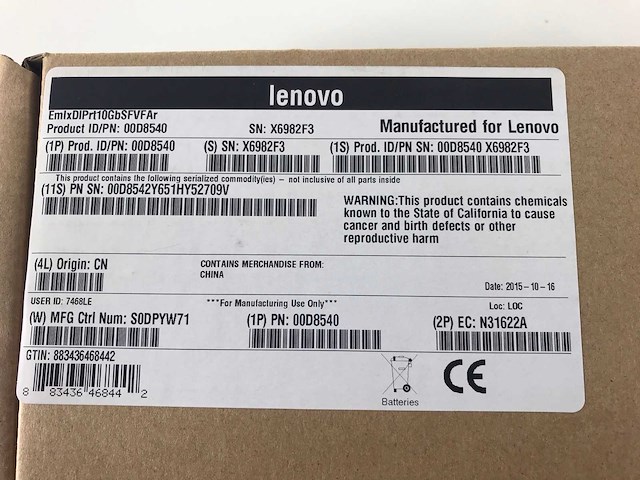 lenovo
EmlxDlPrt10GbSFVFAr
Product ID/PN: 00D8540 SN: X6982F3 Manufactured for Lenovo
(1P) Prod. ID/PN: 00D8540 (S) SN: X6982F3 (1S) Prod. ID/PN SN: 00D8540 X6982F3
This product contains the following serialized commodity(ies) - not inclusive of all parts inside
(11S) PN SN: 00D8542Y651HY52709V
WARNING:This product contains chemicals
known to the State of California to cause
cancer and birth defects or other
reproductive harm
(4L) Origin: CN CONTAINS MERCHANDISE FROM:
CHINA
Date: 2015-10-16
USER ID: 7468LE ***For Manufacturing Use Only*** Loc: LOC
(W) MFG Ctrl Num: S0DPYW71 (1P) PN: 00D8540 (2P) EC: N31622A
GTIN: 883436468442
8 83436 46844 2
Batteries
CE